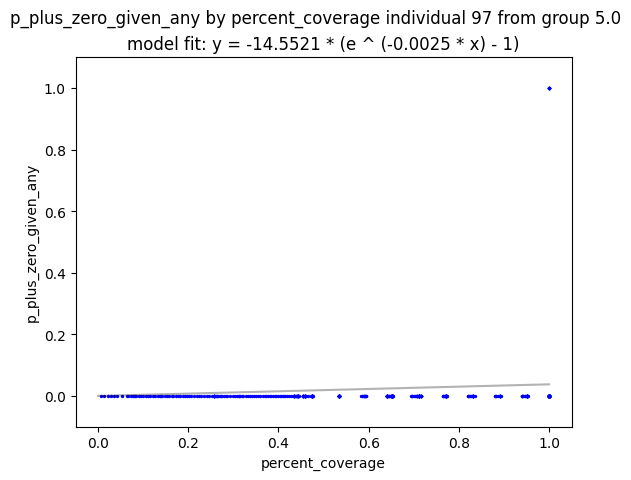 p_plus_zero_given_any by percent_coverage individual 97 from group 5.0
model fit: y = -14.5521 * (e ^ (-0.0025 * x) - 1)
1.0
0.8
0.6
0.4
0.2
0.0
p_plus_zero_given_any
0.0 0.2 0.4 0.6 0.8 1.0
percent_coverage